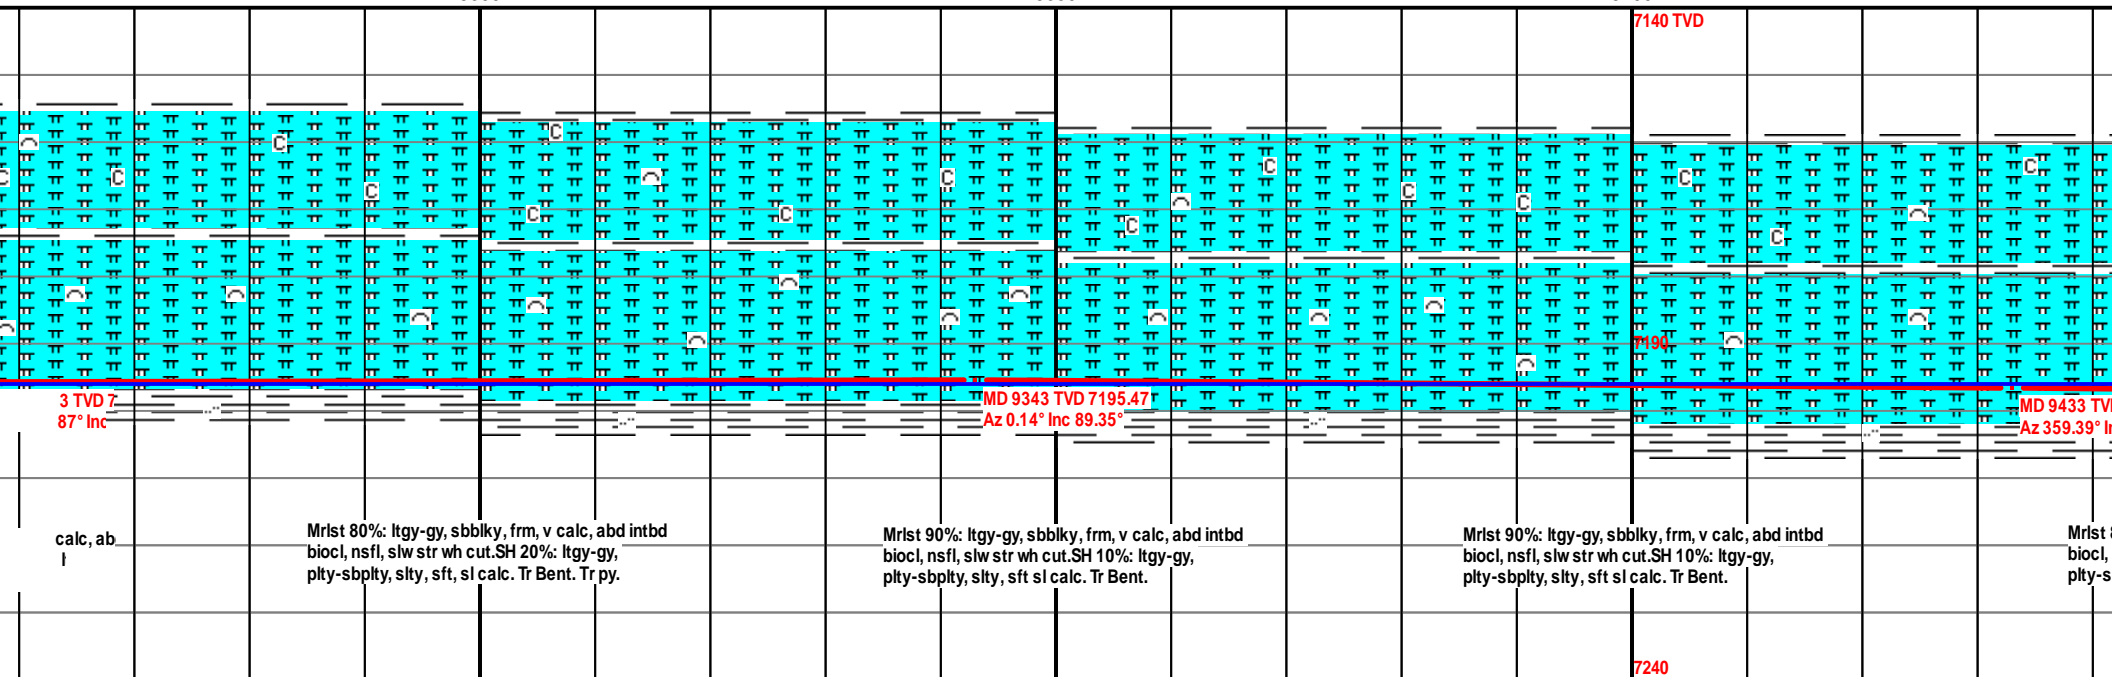 7140 TVD
C C C C C C C C C C C C C C C C
7190
3 TVD 7
87° Inc
MD 9343 TVD 7195.47
Az 0.14° Inc 89.35°
MD 9433 TV
Az 359.39° I
calc, ab
Mrlst 80%: ltgy-gy, sbblky, frm, v calc, abd intbd
biocl, nsfl, slw str wh cut.SH 20%: ltgy-gy,
plty-sbplty, slty, sft, sl calc. Tr Bent. Tr py.
Mrlst 90%: ltgy-gy, sbblky, frm, v calc, abd intbd
biocl, nsfl, slw str wh cut.SH 10%: ltgy-gy,
plty-sbplty, slty, sft sl calc. Tr Bent.
Mrlst 90%: ltgy-gy, sbblky, frm, v calc, abd intbd
biocl, nsfl, slw str wh cut.SH 10%: ltgy-gy,
plty-sbplty, slty, sft sl calc. Tr Bent.
Mrlst
biocl,
plty-s
7240